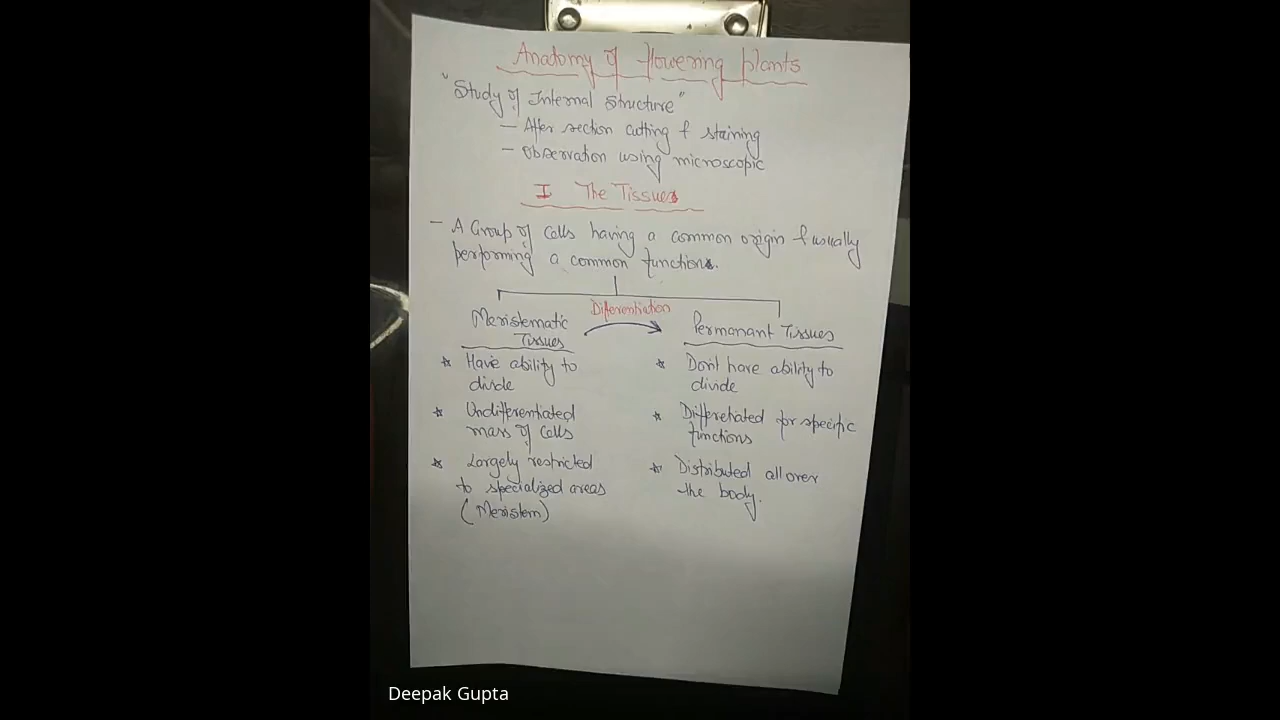 Anatomy of flowering plants
"Study of Internal Structure"
– After section cutting & staining
– Observation using microscopic
I The Tissues
– A Group of Cells having a common origin & usually
performing a common function.
Differentiation
Meristematic
Tissues
* Have ability to
divide
* Undifferentiated
mass of cells
* Largely restricted
to specialized areas
(Meristem)
Permanant Tissues
* Don't have ability to
divide
* Differetiated for specific
functions
* Distributed all over
the body.
Deepak Gupta